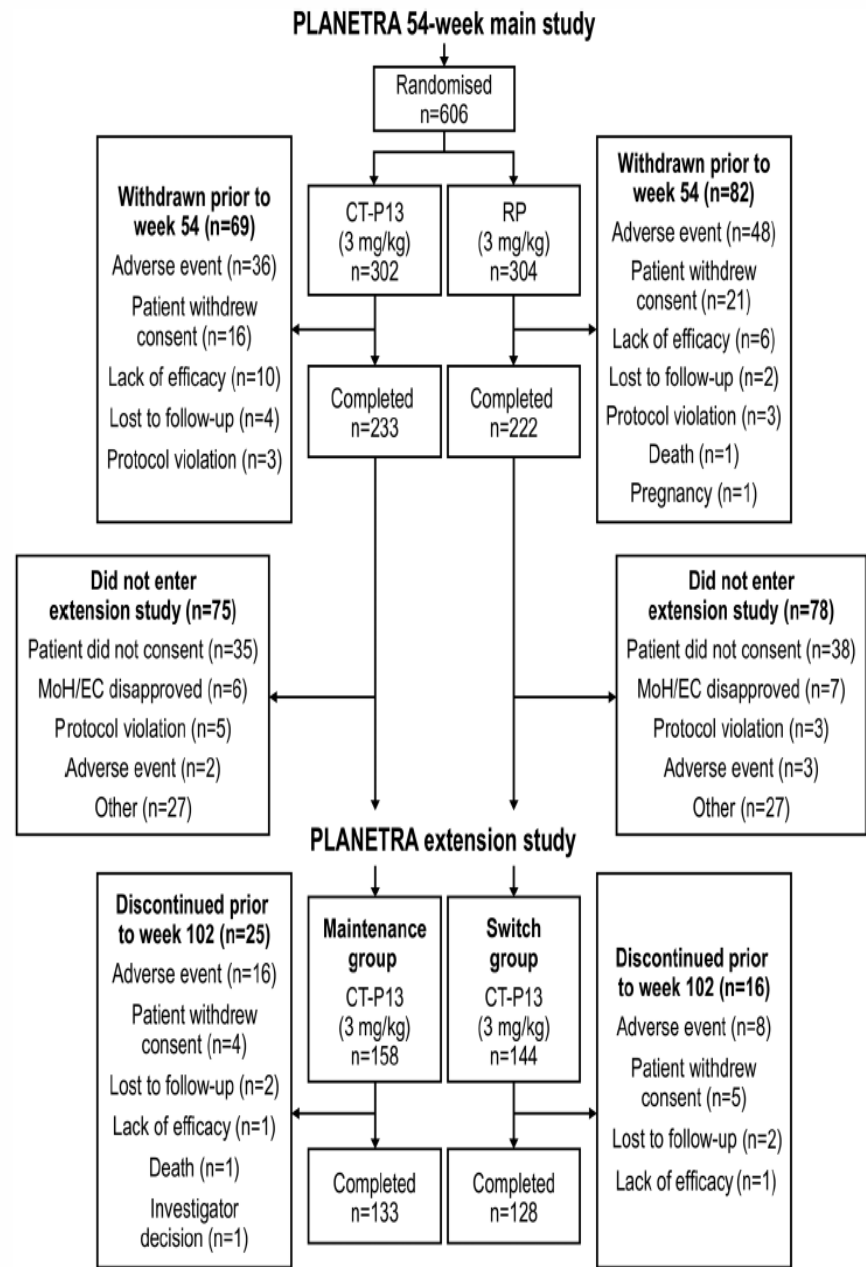 PLANETRA 54-week main study
Randomised
n=606
Withdrawn prior to
week 54 (n=69)
Adverse event (n=36)
Patient withdrew
consent (n=16)
Lack of efficacy (n=10)
Lost to follow-up (n=4)
Protocol violation (n=3)
CT-P13
(3 mg/kg)
n=302
RP
(3 mg/kg)
n=304
Withdrawn prior to
week 54 (n=82)
Adverse event (n=48)
Patient withdrew
consent (n=21)
Lack of efficacy (n=6)
Lost to follow-up (n=2)
Protocol violation (n=3)
Death (n=1)
Pregnancy (n=1)
Completed
n=233
Completed
n=222
Did not enter
extension study (n=75)
Patient did not consent (n=35)
MoH/EC disapproved (n=6)
Protocol violation (n=5)
Adverse event (n=2)
Other (n=27)
Did not enter
extension study (n=78)
Patient did not consent (n=38)
MoH/EC disapproved (n=7)
Protocol violation (n=3)
Adverse event (n=3)
Other (n=27)
PLANETRA extension study
Discontinued prior
to week 102 (n=25)
Adverse event (n=16)
Patient withdrew
consent (n=4)
Lost to follow-up (n=2)
Lack of efficacy (n=1)
Death (n=1)
Investigator
decision (n=1)
Maintenance
group
CT-P13
(3 mg/kg)
n=158
Switch
group
CT-P13
(3 mg/kg)
n=144
Discontinued prior
to week 102 (n=16)
Adverse event (n=8)
Patient withdrew
consent (n=5)
Lost to follow-up (n=2)
Lack of efficacy (n=1)
Completed
n=133
Completed
n=128